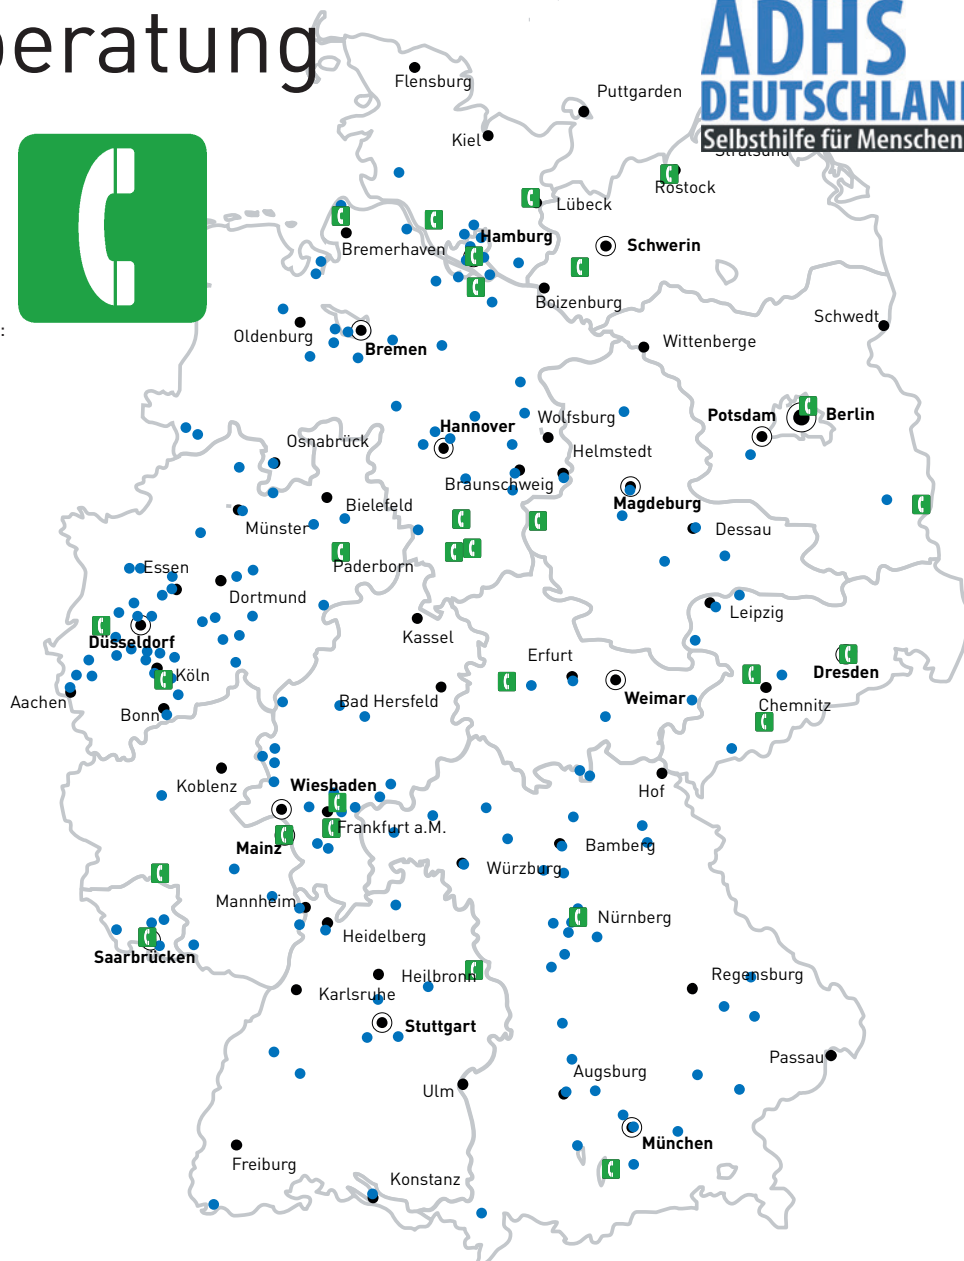 beratung
ADHS
DEUTSCHLAND
Selbsthilfe für Menschen
Flensburg
Puttgarden
Kiel
Stralsund
Rostock
Lübeck
Hamburg
Schwerin
Bremerhaven
Boizenburg
Schwedt
:
Oldenburg
Bremen
Wittenberge
Potsdam
Berlin
Hannover
Wolfsburg
Osnabrück
Helmstedt
Braunschweig
Magdeburg
Bielefeld
Münster
Dessau
Essen
Paderborn
Dortmund
Leipzig
Kassel
Düsseldorf
Erfurt
Köln
Dresden
Aachen
Bad Hersfeld
Weimar
Chemnitz
Bonn
Koblenz
Wiesbaden
Hof
Frankfurt a.M.
Mainz
Bamberg
Würzburg
Mannheim
Nürnberg
Heidelberg
Saarbrücken
Heilbronn
Regensburg
Karlsruhe
Stuttgart
Passau
Augsburg
Ulm
München
Freiburg
Konstanz